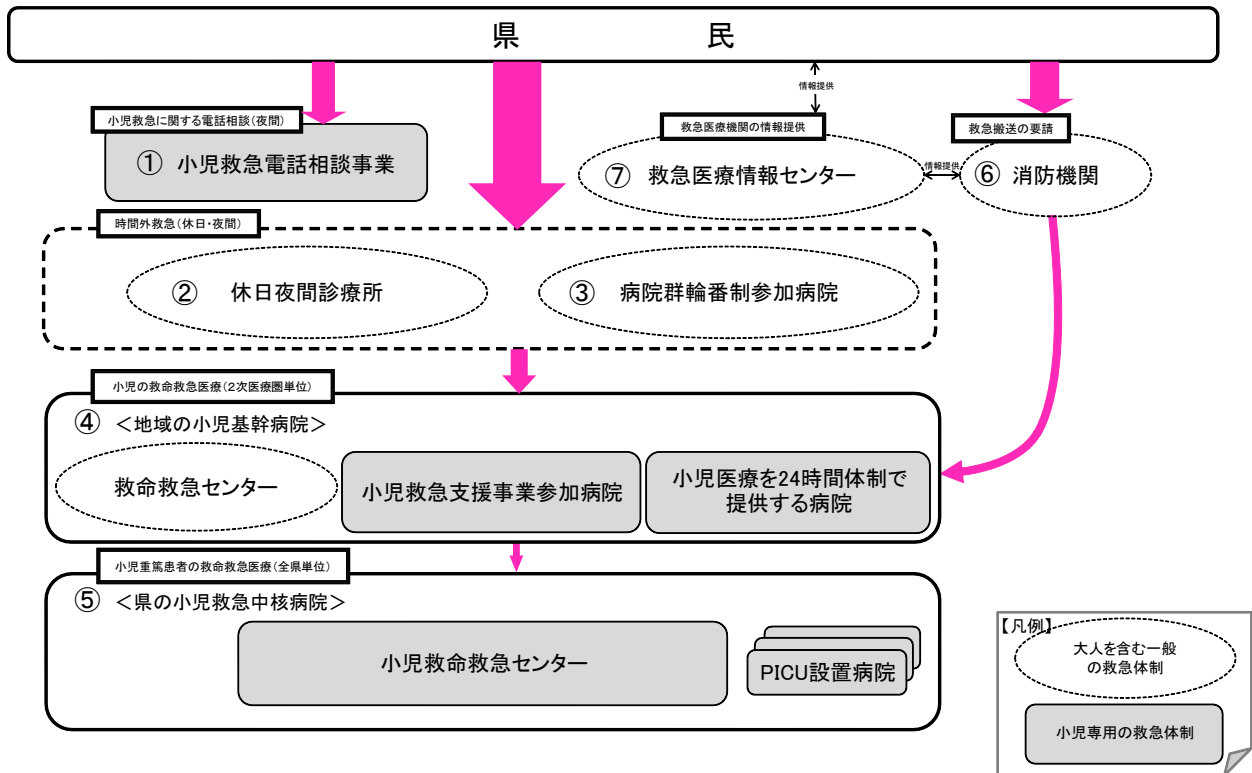 県　　民
情報提供
小児救急に関する電話相談(夜間)
① 小児救急電話相談事業
救急医療機関の情報提供
⑦ 救急医療情報センター
情報提供
救急搬送の要請
⑥ 消防機関
時間外救急(休日・夜間)
② 休日夜間診療所
③ 病院群輪番制参加病院
小児の救命救急医療(2次医療圏単位)
④ <地域の小児基幹病院>
救命救急センター
小児救急支援事業参加病院
小児医療を24時間体制で
提供する病院
小児重篤患者の救命救急医療(全県単位)
⑤ <県の小児救急中核病院>
小児救命救急センター
PICU設置病院
【凡例】
大人を含む一般
の救急体制
小児専用の救急体制